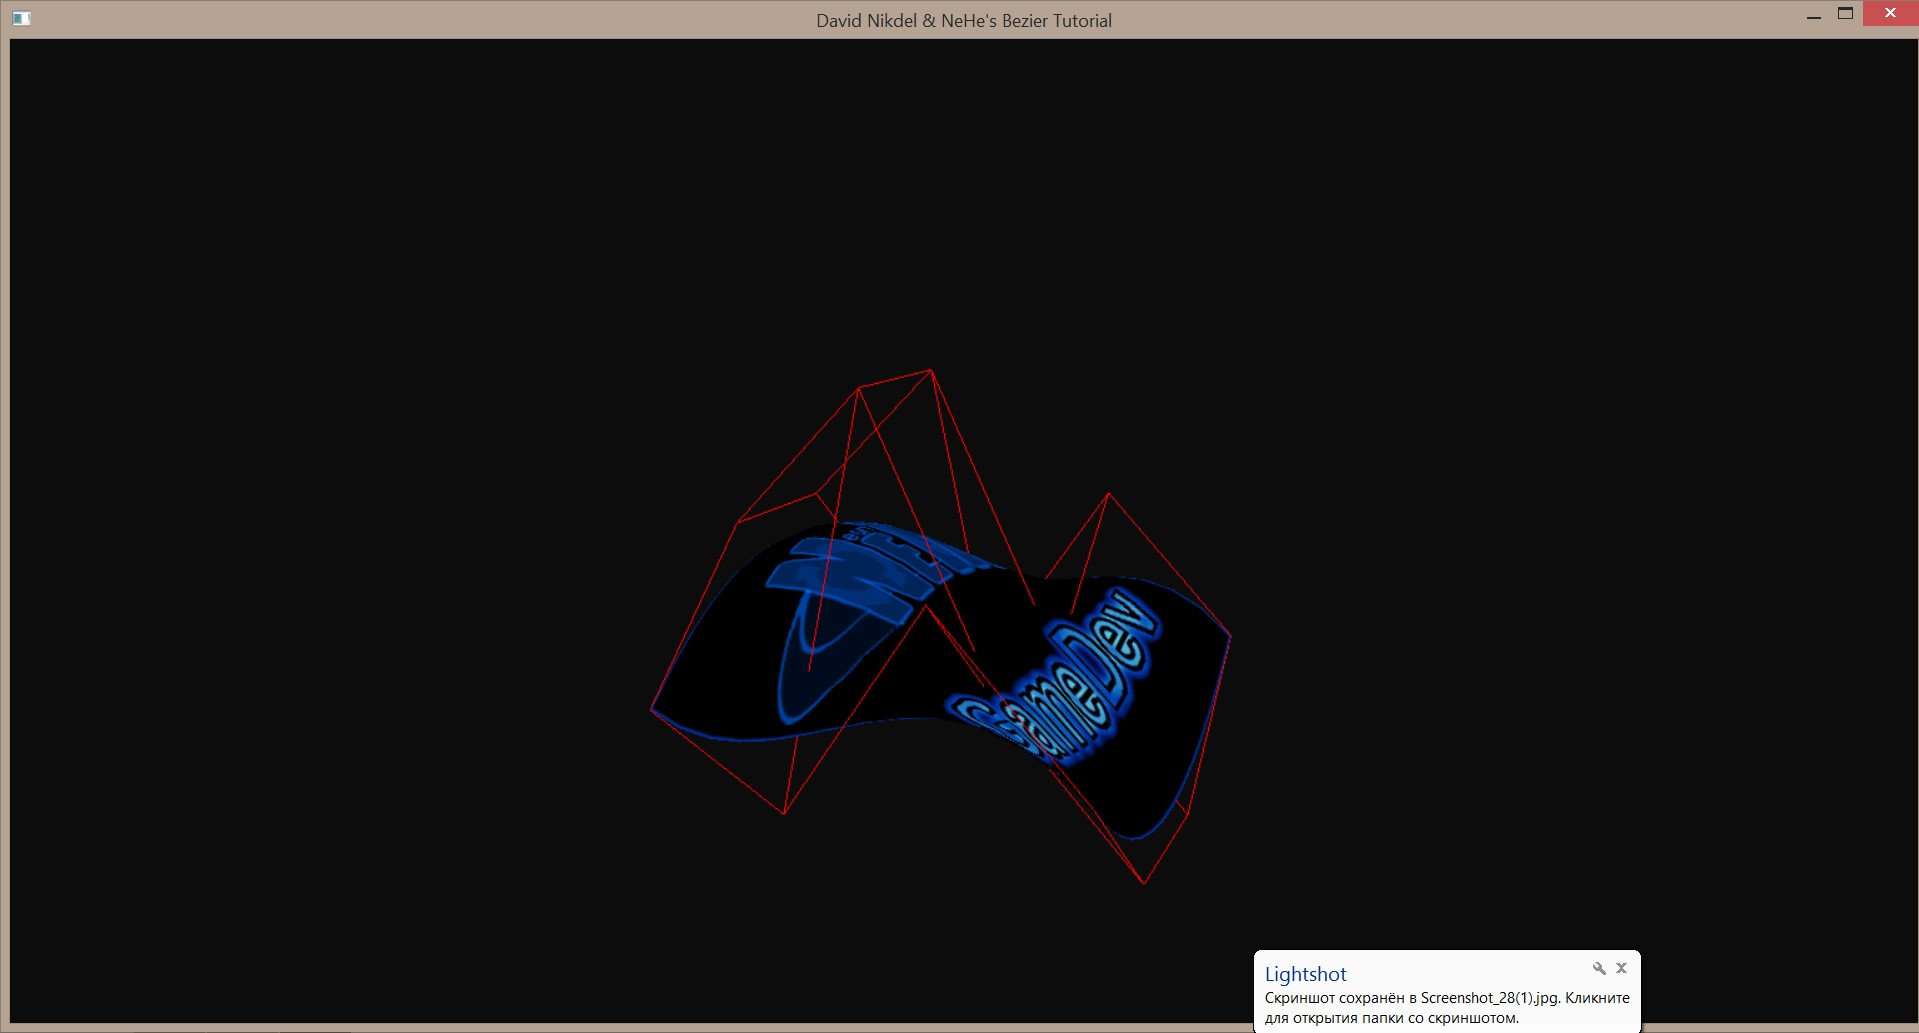 David Nikdel & NeHe's Bezier Tutorial
GameDev
Lightshot
Скриншот сохранён в Screenshot_28(1).jpg. Кликните
для открытия папки со скриншотом.